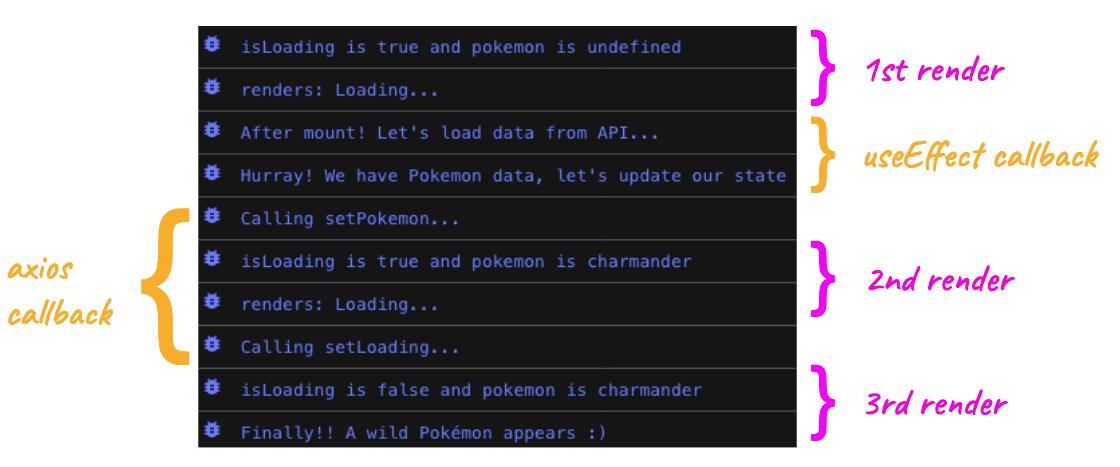 isLoading is true and pokemon is undefined
renders: Loading...
1st render
After mount! Let's load data from API...
Hurray! We have Pokemon data, let's update our state
useEffect callback
Calling setPokemon...
isLoading is true and pokemon is charmander
renders: Loading...
Calling setLoading...
axios
callback
2nd render
isLoading is false and pokemon is charmander
Finally!! A wild Pokémon appears :)
3rd render